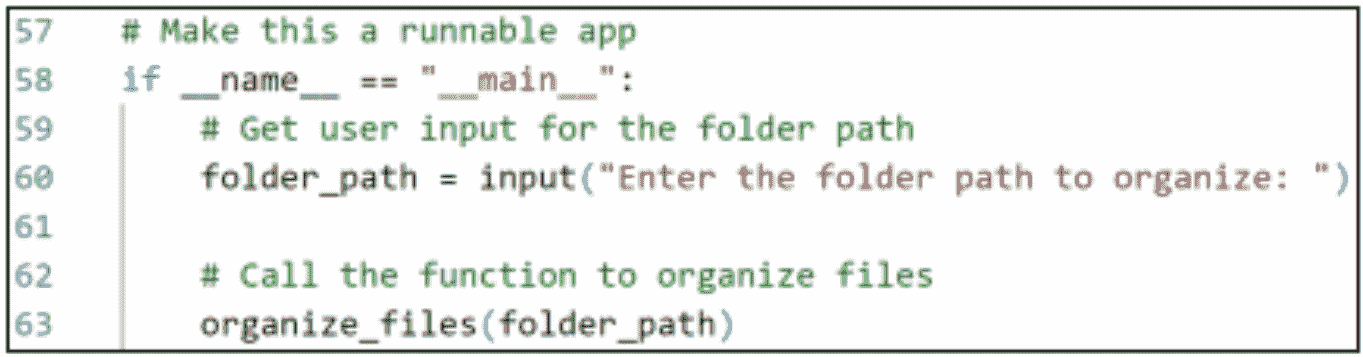 57 # Make this a runnable app
58 if __name__ == "__main__":
59     # Get user input for the folder path
60     folder_path = input("Enter the folder path to organize: ")
61
62     # Call the function to organize files
63     organize_files(folder_path)